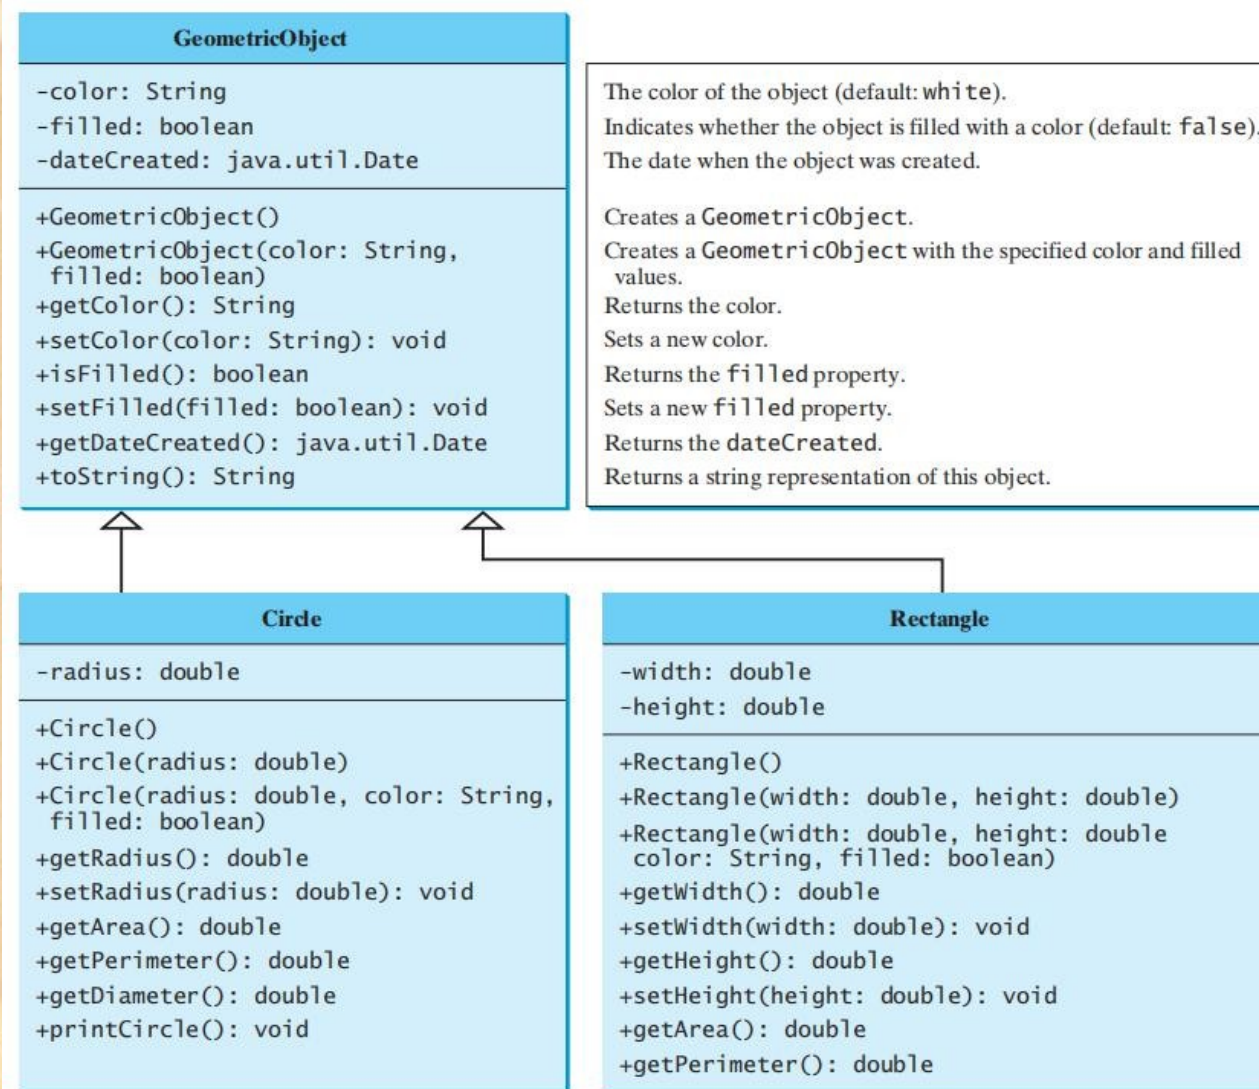 GeometricObject
-color: String
-filled: boolean
-dateCreated: java.util.Date
+GeometricObject()
+GeometricObject(color: String,
filled: boolean)
+getColor(): String
+setColor(color: String): void
+isFilled(): boolean
+setFilled(filled: boolean): void
+getDateCreated(): java.util.Date
+toString(): String
The color of the object (default: white).
Indicates whether the object is filled with a color (default: false).
The date when the object was created.
Creates a GeometricObject.
Creates a GeometricObject with the specified color and filled
values.
Returns the color.
Sets a new color.
Returns the filled property.
Sets a new filled property.
Returns the dateCreated.
Returns a string representation of this object.
Circle
-radius: double
+Circle()
+Circle(radius: double)
+Circle(radius: double, color: String,
filled: boolean)
+getRadius(): double
+setRadius(radius: double): void
+getArea(): double
+getPerimeter(): double
+getDiameter(): double
+printCircle(): void
Rectangle
-width: double
-height: double
+Rectangle()
+Rectangle(width: double, height: double)
+Rectangle(width: double, height: double
color: String, filled: boolean)
+getWidth(): double
+setWidth(width: double): void
+getHeight(): double
+setHeight(height: double): void
+getArea(): double
+getPerimeter(): double